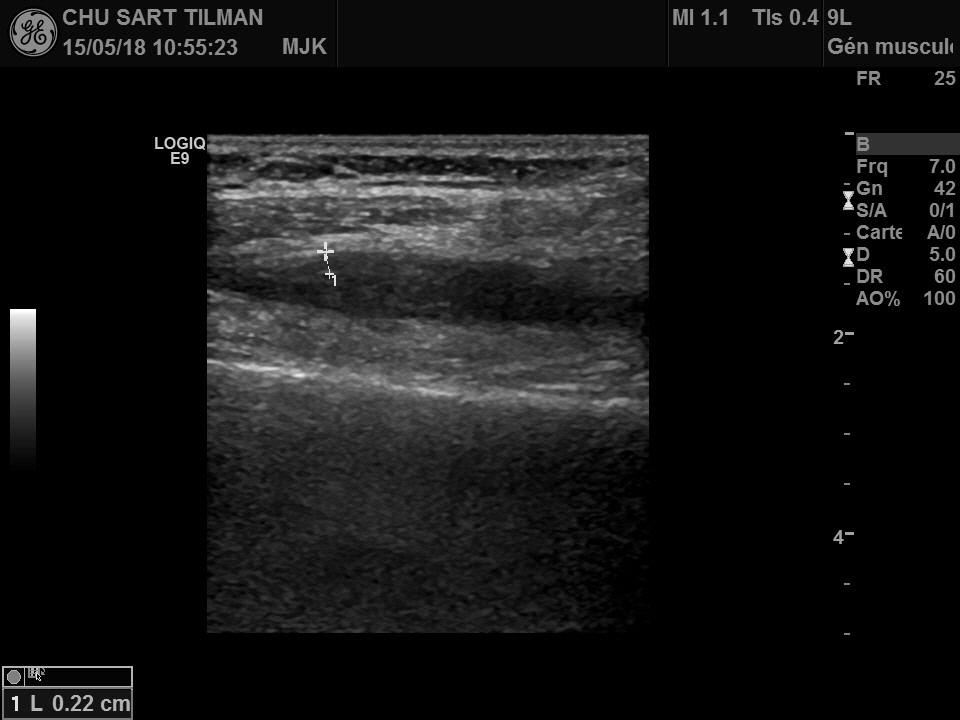 CHU SART TILMAN
15/05/18 10:55:23 MJK
MI 1.1 TIs 0.4
9L
Gén muscul
FR 25
LOGIQ
E9
B
Frq 7.0
Gn 42
S/A 0/1
Carte A/0
D 5.0
DR 60
AO% 100
1
2
4
1 L 0.22 cm